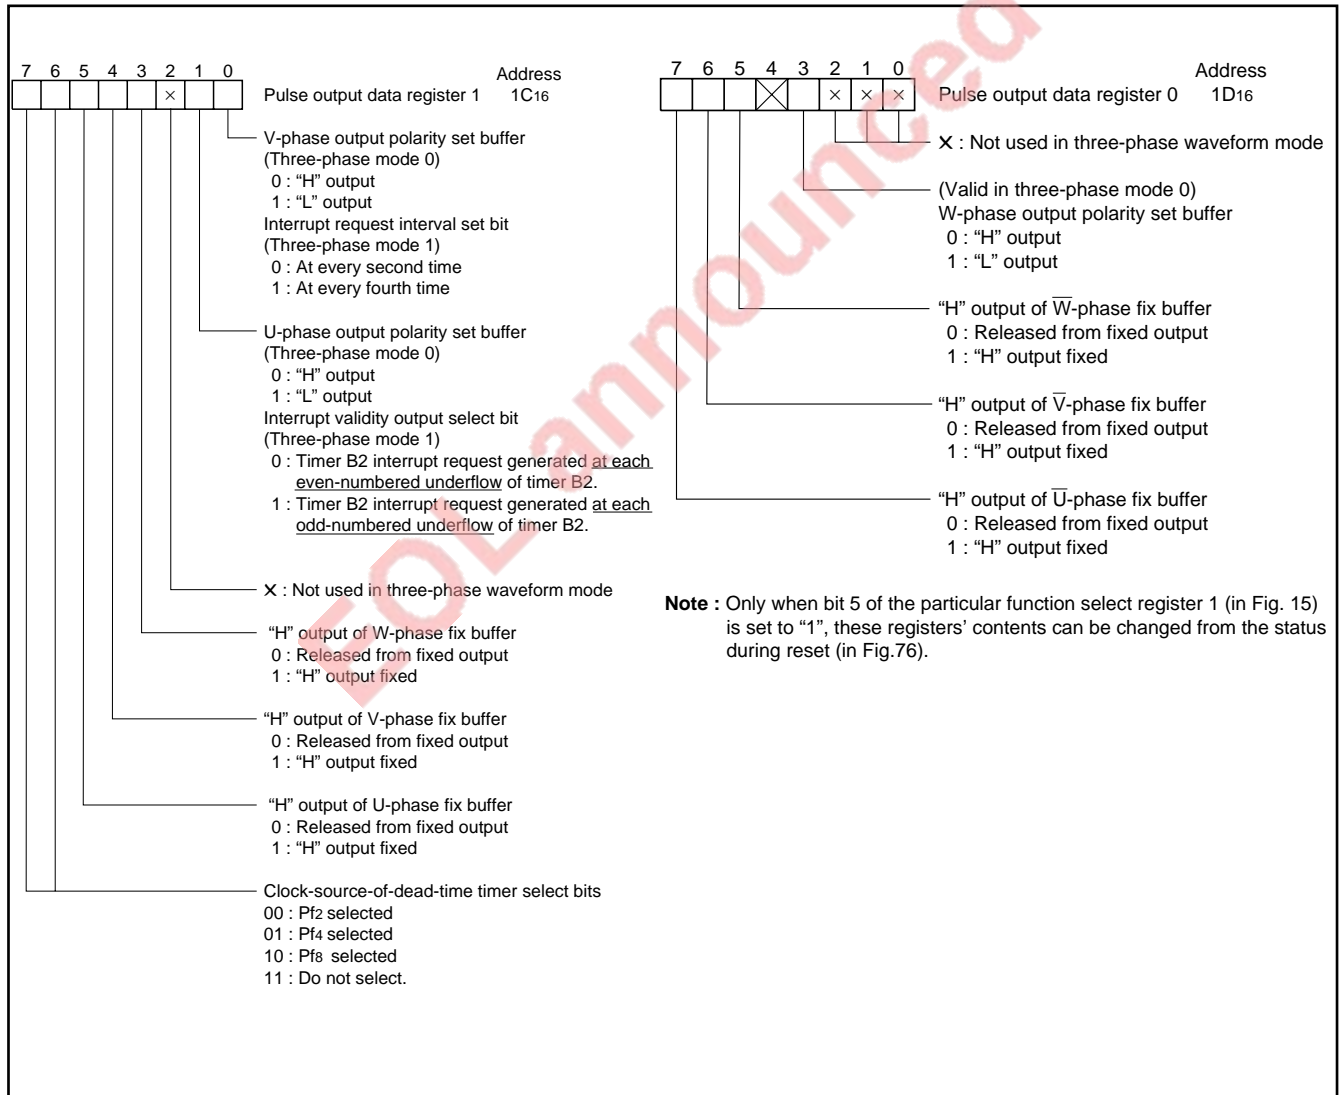 7 6 5 4 3 2 1 0
Address
× Pulse output data register 1 1C16
V-phase output polarity set buffer
(Three-phase mode 0)
0 : “H” output
1 : “L” output
Interrupt request interval set bit
(Three-phase mode 1)
0 : At every second time
1 : At every fourth time
U-phase output polarity set buffer
(Three-phase mode 0)
0 : “H” output
1 : “L” output
Interrupt validity output select bit
(Three-phase mode 1)
0 : Timer B2 interrupt request generated at each
even-numbered underflow of timer B2.
1 : Timer B2 interrupt request generated at each
odd-numbered underflow of timer B2.
× : Not used in three-phase waveform mode
“H” output of W-phase fix buffer
0 : Released from fixed output
1 : “H” output fixed
“H” output of V-phase fix buffer
0 : Released from fixed output
1 : “H” output fixed
“H” output of U-phase fix buffer
0 : Released from fixed output
1 : “H” output fixed
Clock-source-of-dead-time timer select bits
00 : Pf2 selected
01 : Pf4 selected
10 : Pf8 selected
11 : Do not select.
7 6 5 4 3 2 1 0
Address
× × × Pulse output data register 0 1D16
× : Not used in three-phase waveform mode
(Valid in three-phase mode 0)
W-phase output polarity set buffer
0 : “H” output
1 : “L” output
“H” output of W̅-phase fix buffer
0 : Released from fixed output
1 : “H” output fixed
“H” output of V̅-phase fix buffer
0 : Released from fixed output
1 : “H” output fixed
“H” output of U̅-phase fix buffer
0 : Released from fixed output
1 : “H” output fixed
Note : Only when bit 5 of the particular function select register 1 (in Fig. 15)
is set to “1”, these registers’ contents can be changed from the status
during reset (in Fig.76).
EOL announced